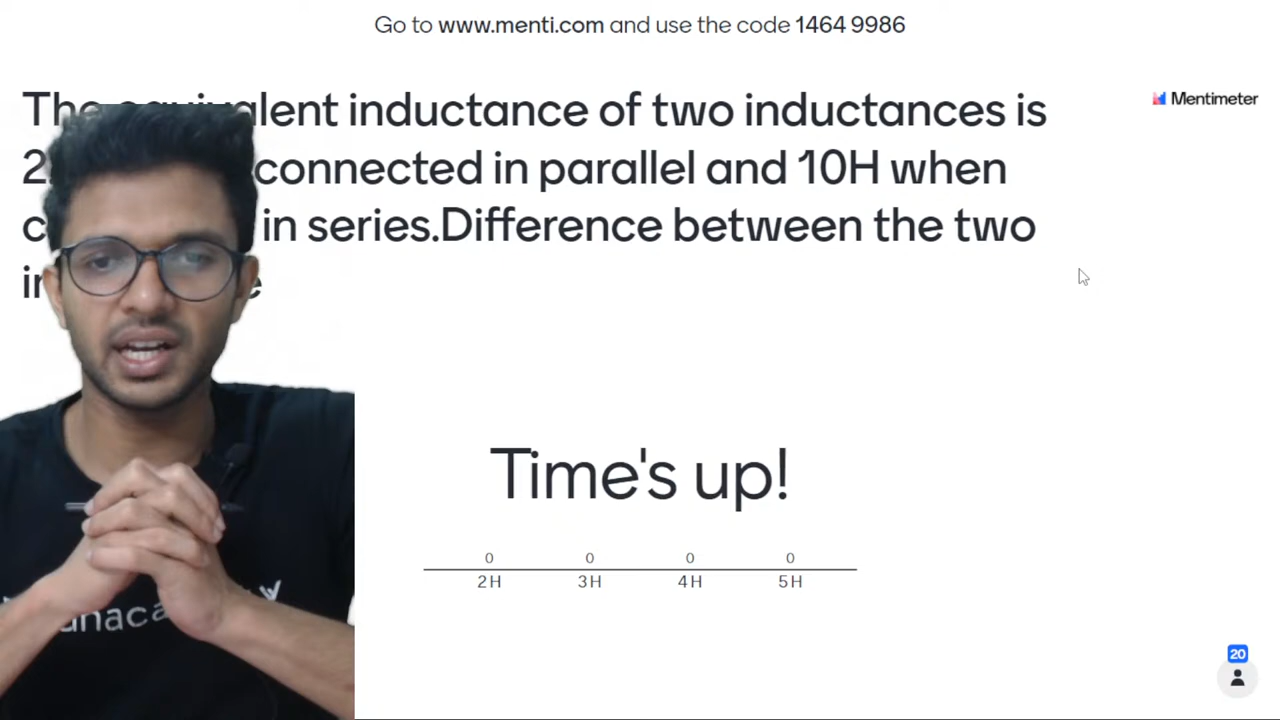 Go to www.menti.com and use the code 1464 9986
Mentimeter
inductance of two inductances is
connected in parallel and 10H when
in series.Difference between the two
Time's up!
0 0 0 0
2H 3H 4H 5H
20